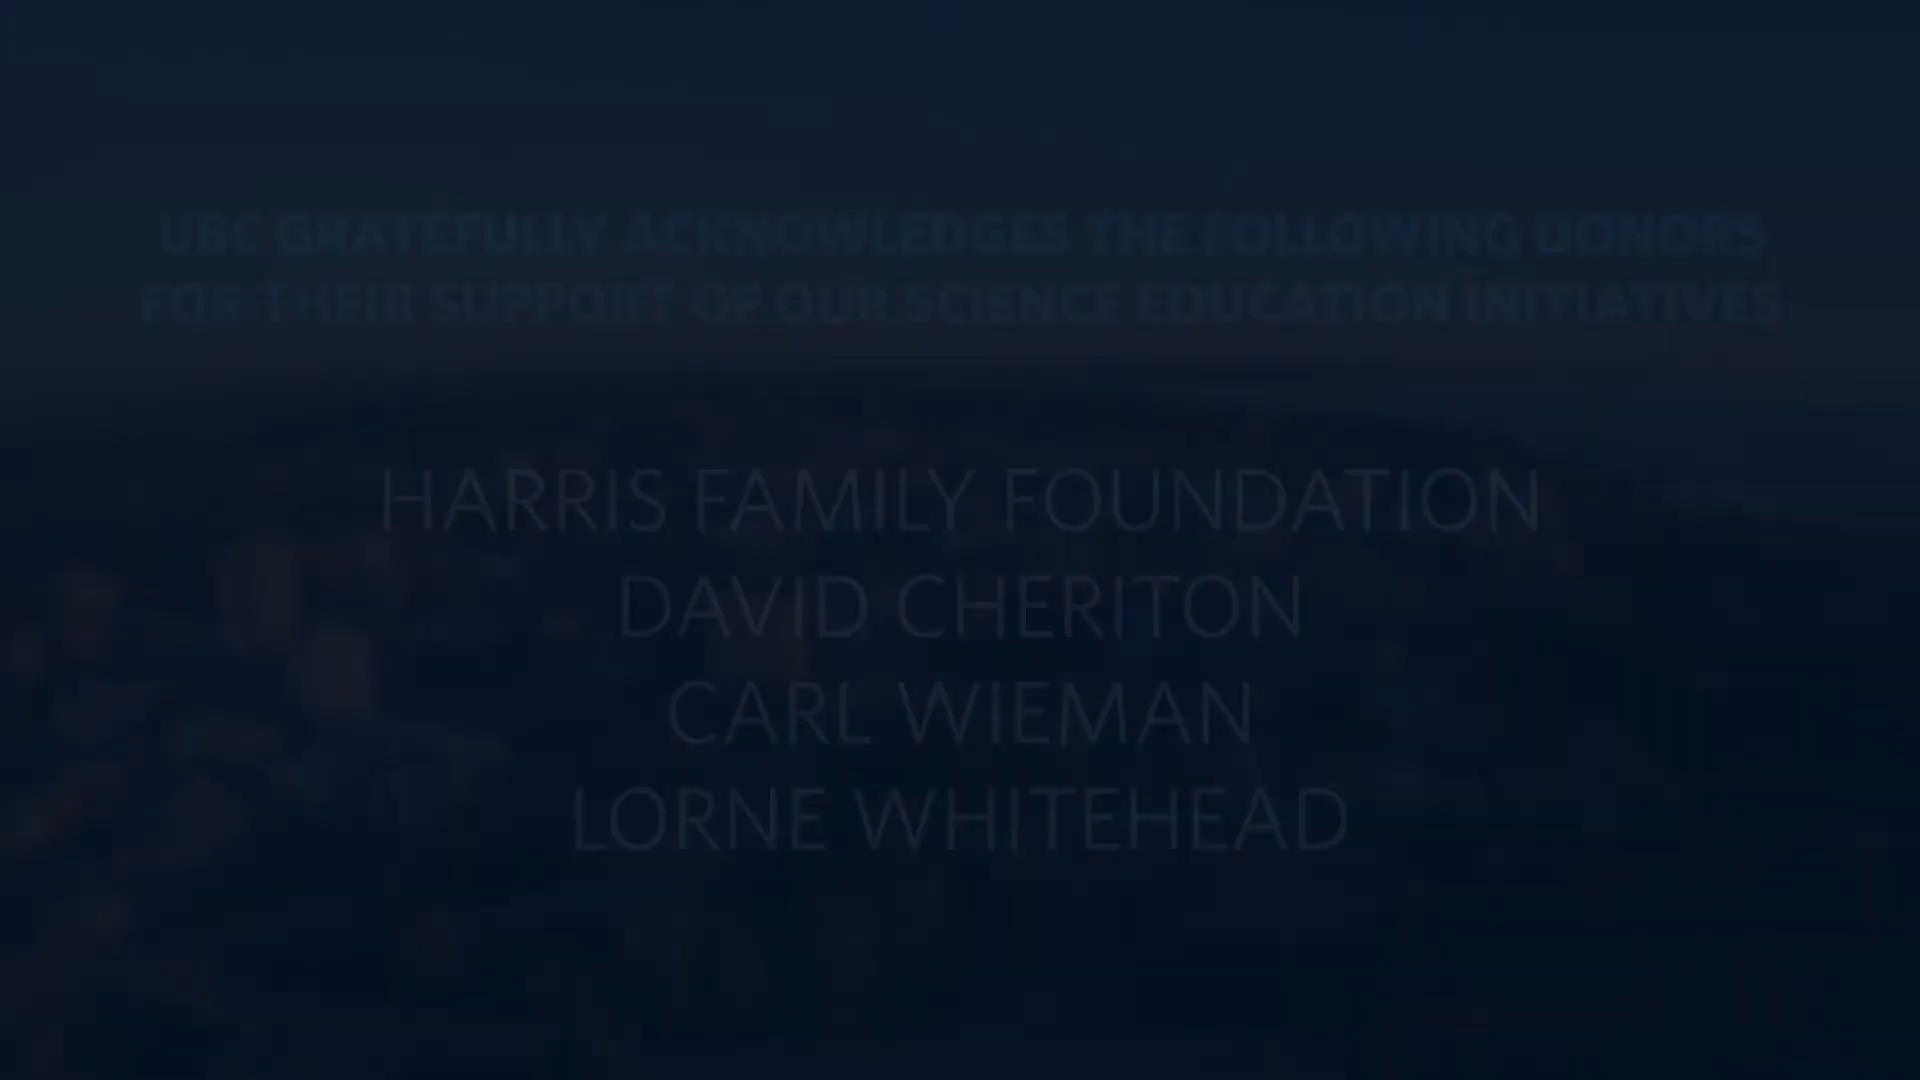 UBC GRATEFULLY ACKNOWLEDGES THE FOLLOWING DONORS
FOR THEIR SUPPORT OF OUR SCIENCE EDUCATION INITIATIVES
HARRIS FAMILY FOUNDATION
DAVID CHERITON
CARL WIEMAN
LORNE WHITEHEAD